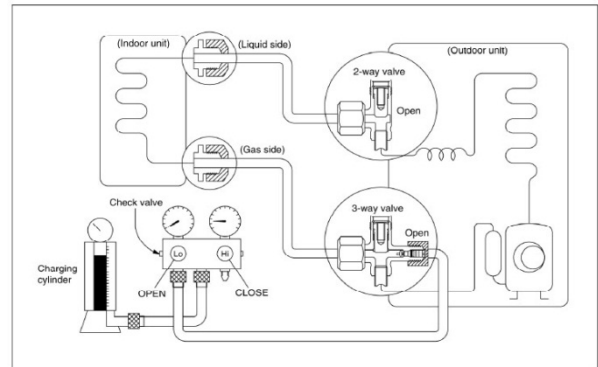 (Indoor unit)
(Liquid side)
(Outdoor unit)
2-way valve
Open
(Gas side)
3-way valve
Open
Check valve
Lo
Hi
Charging
cylinder
OPEN
CLOSE